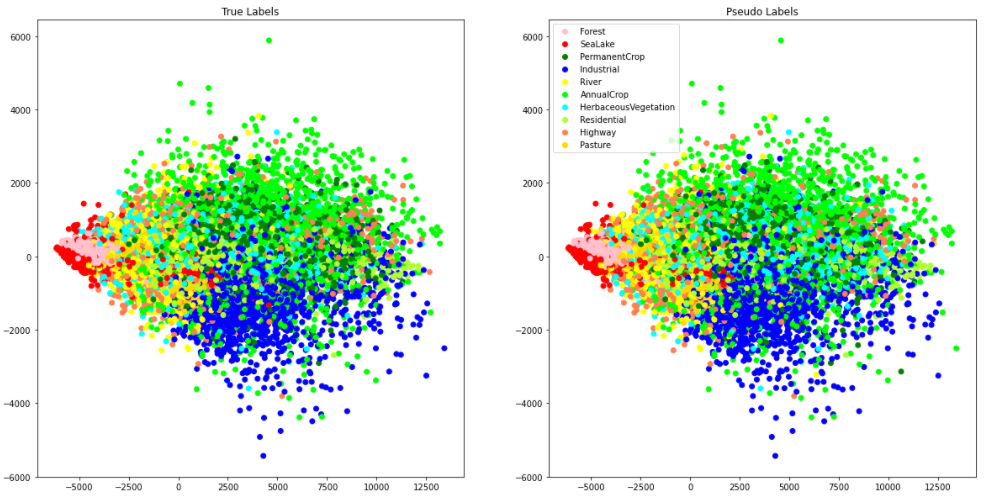 True Labels
6000
4000
2000
0
−2000
−4000
−6000
−5000 −2500 0 2500 5000 7500 10000 12500
Pseudo Labels
Forest
SeaLake
PermanentCrop
Industrial
River
AnnualCrop
HerbaceousVegetation
Residential
Highway
Pasture
6000
4000
2000
0
−2000
−4000
−6000
−5000 −2500 0 2500 5000 7500 10000 12500